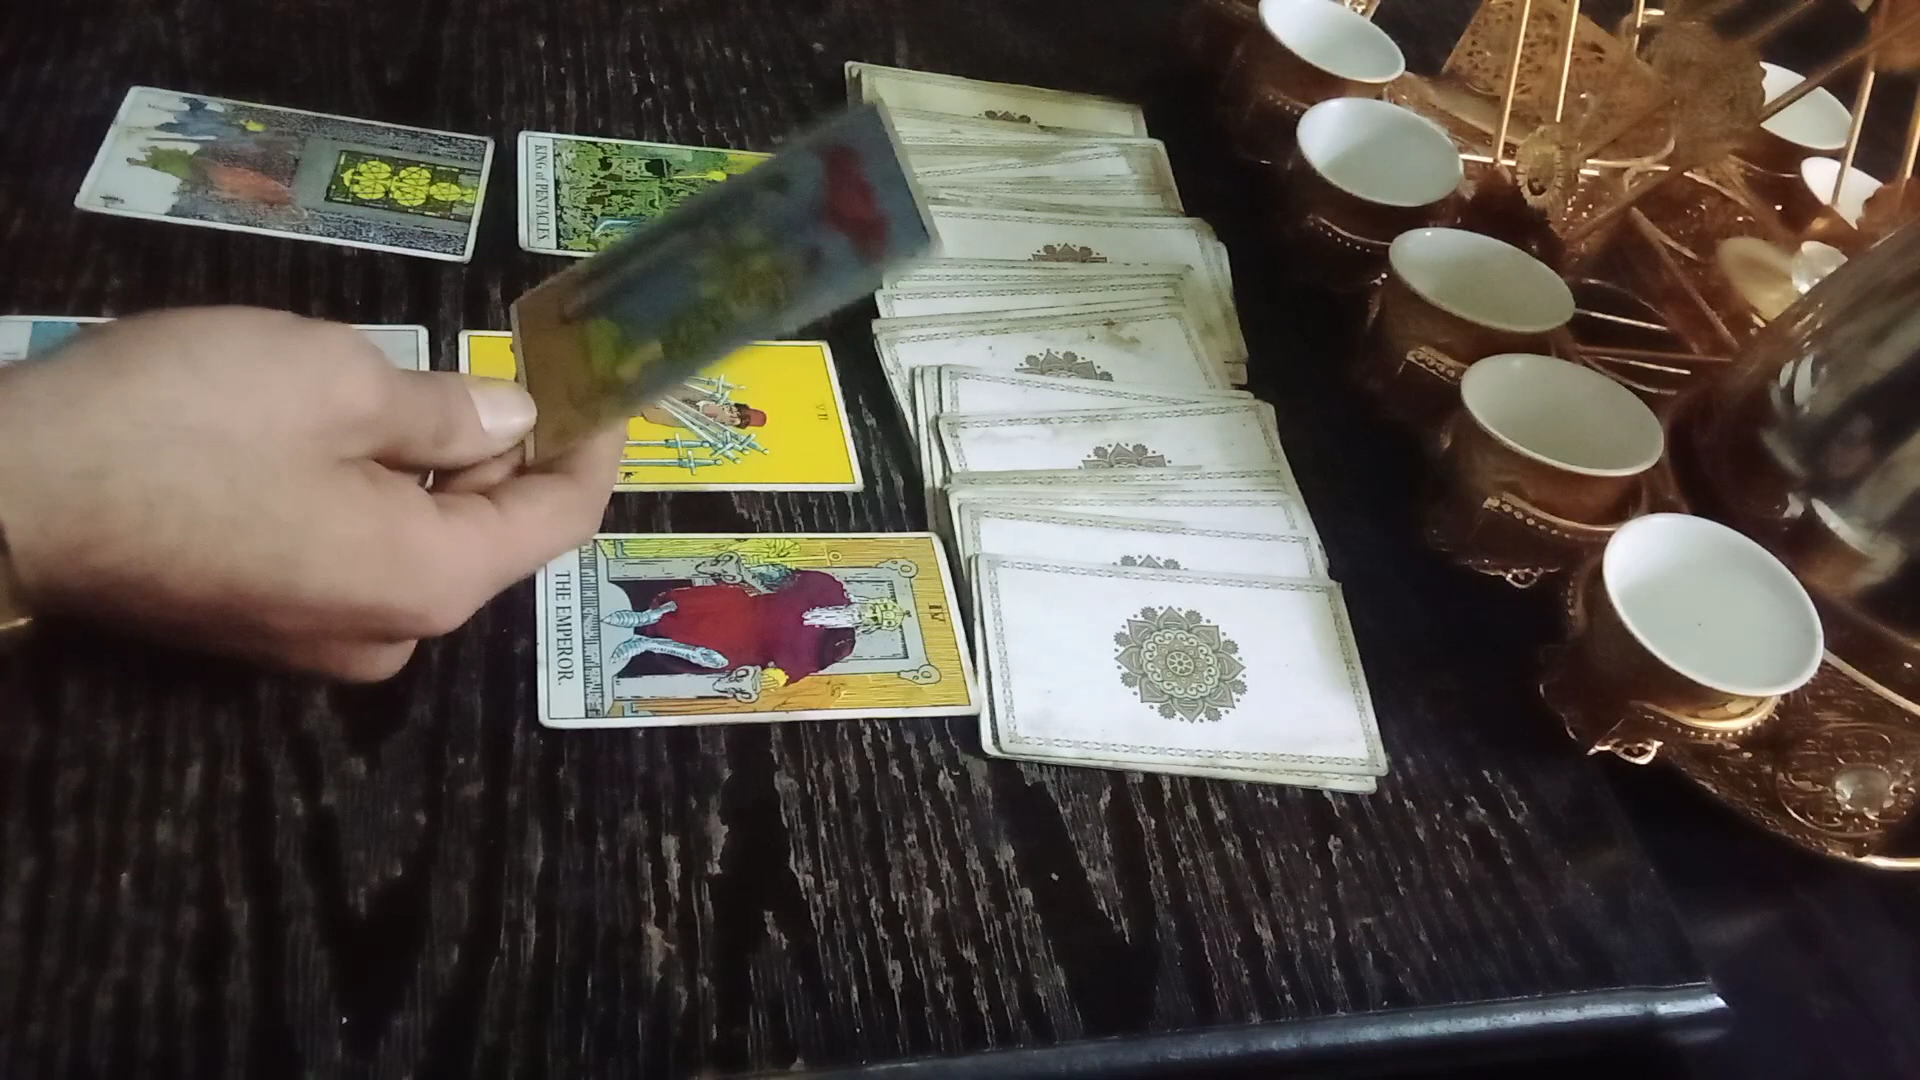 KING of PENTACLES
VII
THE EMPEROR.
IV